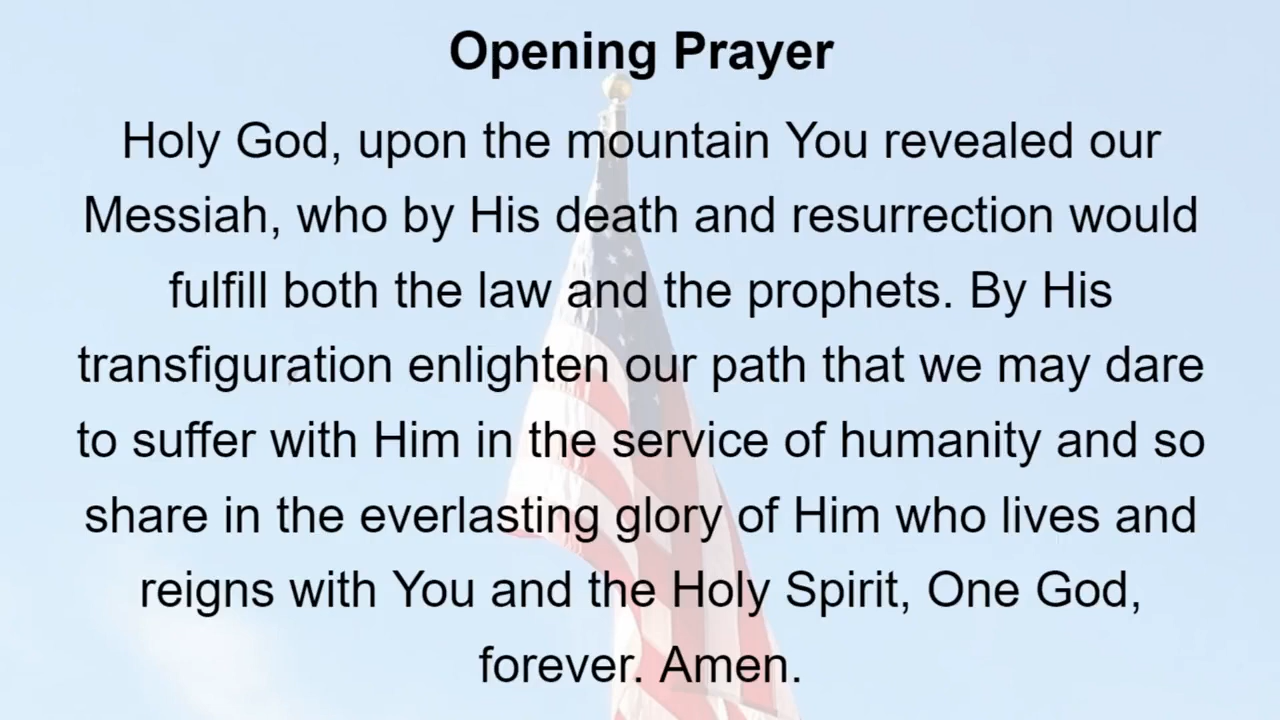 Opening Prayer
Holy God, upon the mountain You revealed our
Messiah, who by His death and resurrection would
fulfill both the law and the prophets. By His
transfiguration enlighten our path that we may dare
to suffer with Him in the service of humanity and so
share in the everlasting glory of Him who lives and
reigns with You and the Holy Spirit, One God,
forever. Amen.